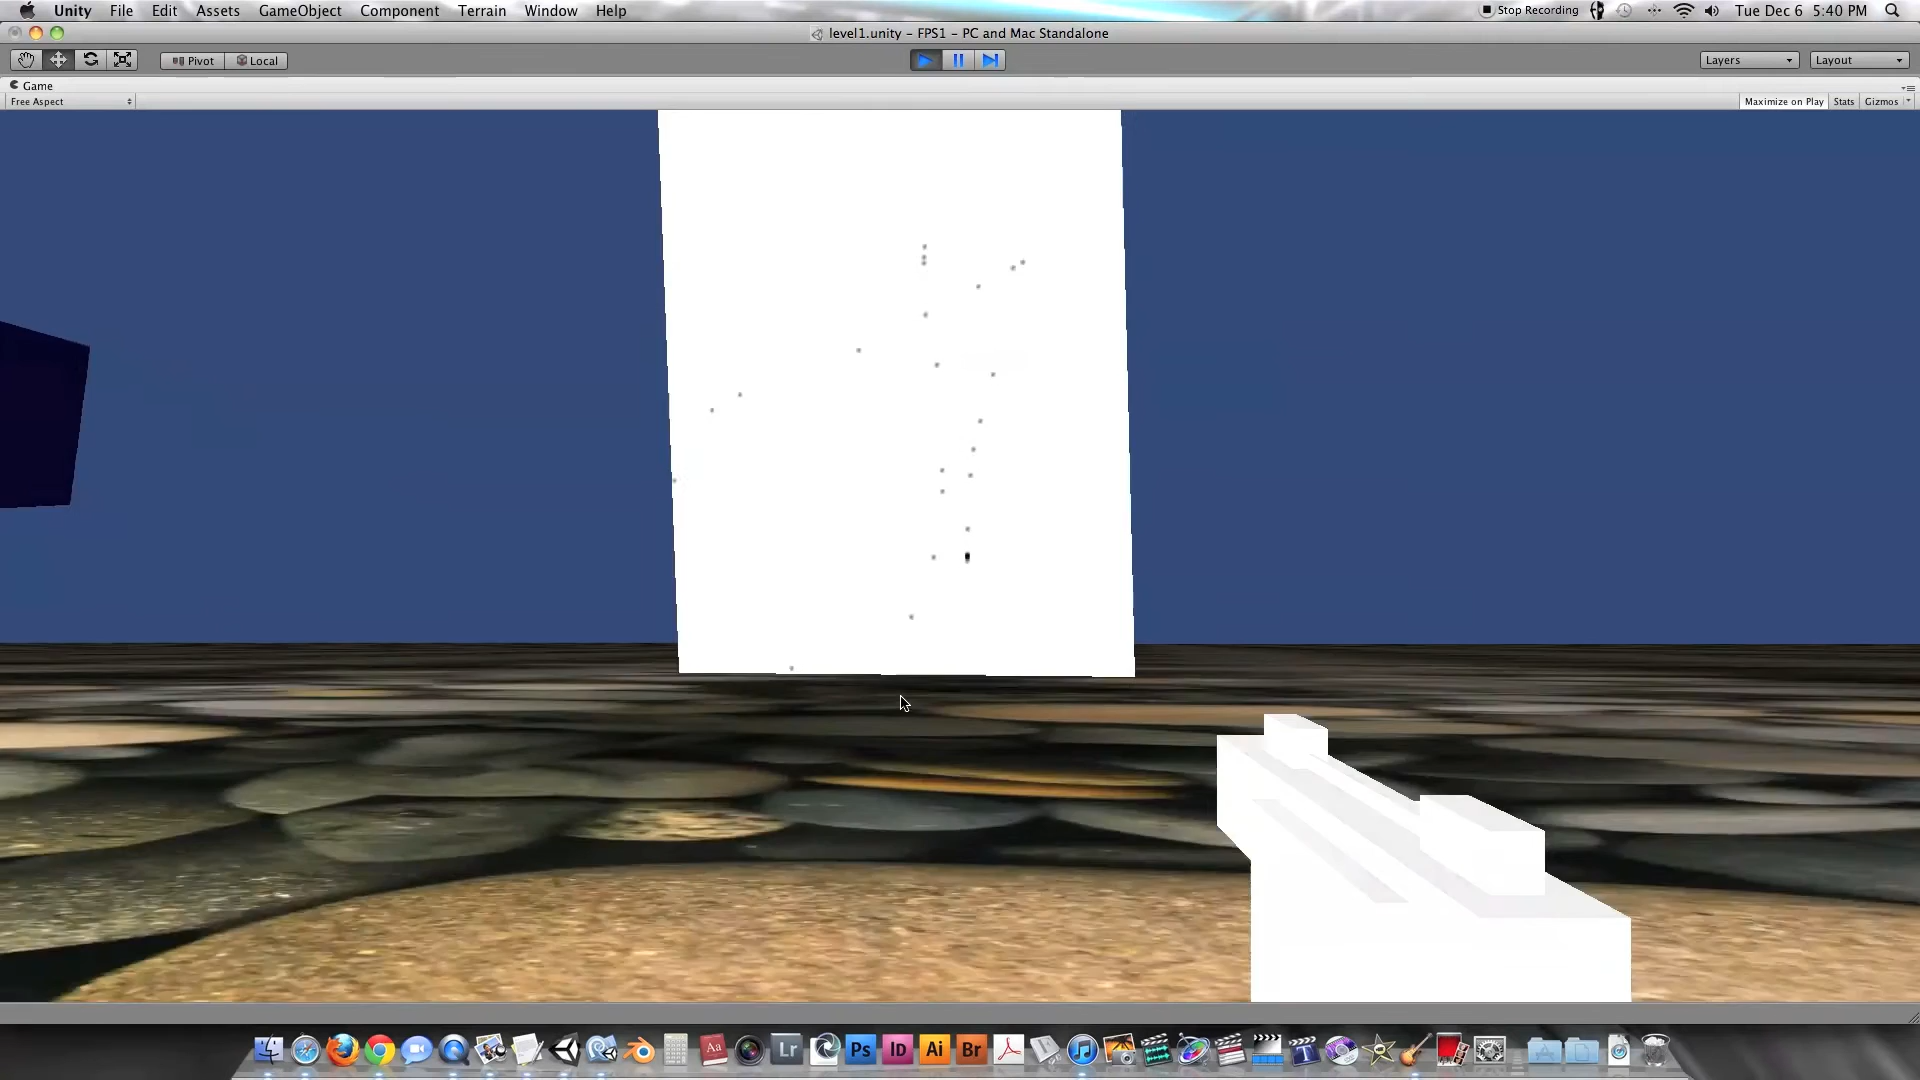 Unity File Edit Assets GameObject Component Terrain Window Help Stop Recording Tue Dec 6 5:40 PM
level1.unity - FPS1 - PC and Mac Standalone
Pivot Local Layers Layout
Game
Free Aspect Maximize on Play Stats Gizmos
Aa Lr Ps Id Ai Br T